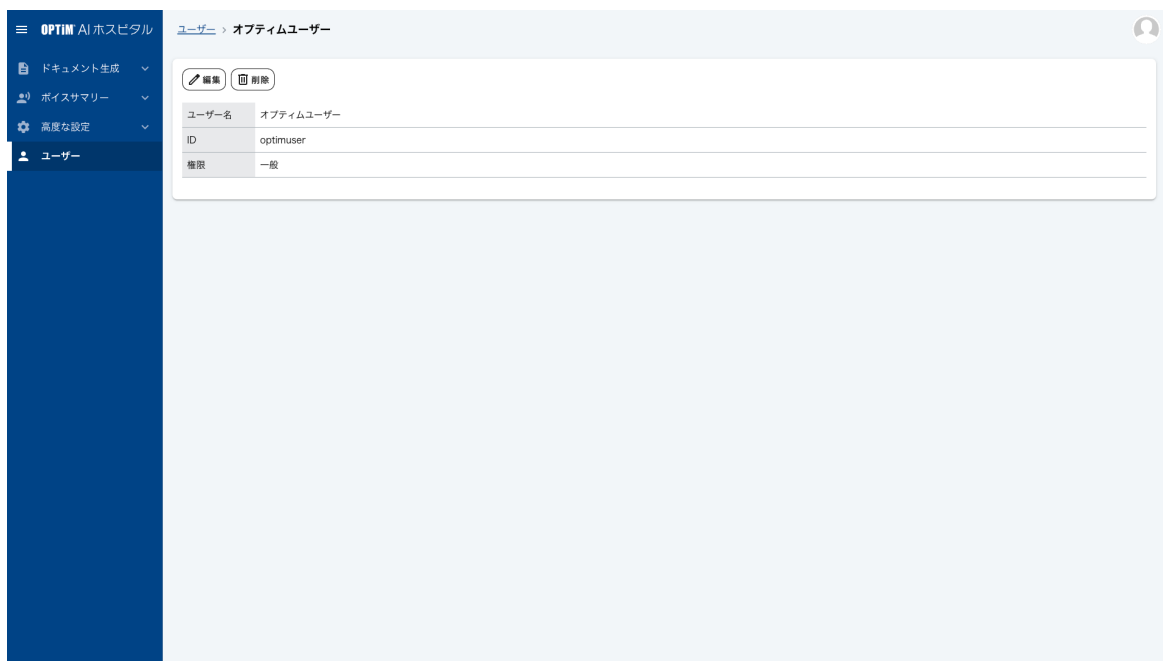 OPTiM AI ホスピタル
ドキュメント生成
ボイスサマリー
高度な設定
ユーザー
ユーザー › オプティムユーザー
編集 削除
ユーザー名 オプティムユーザー
ID optimuser
権限 一般